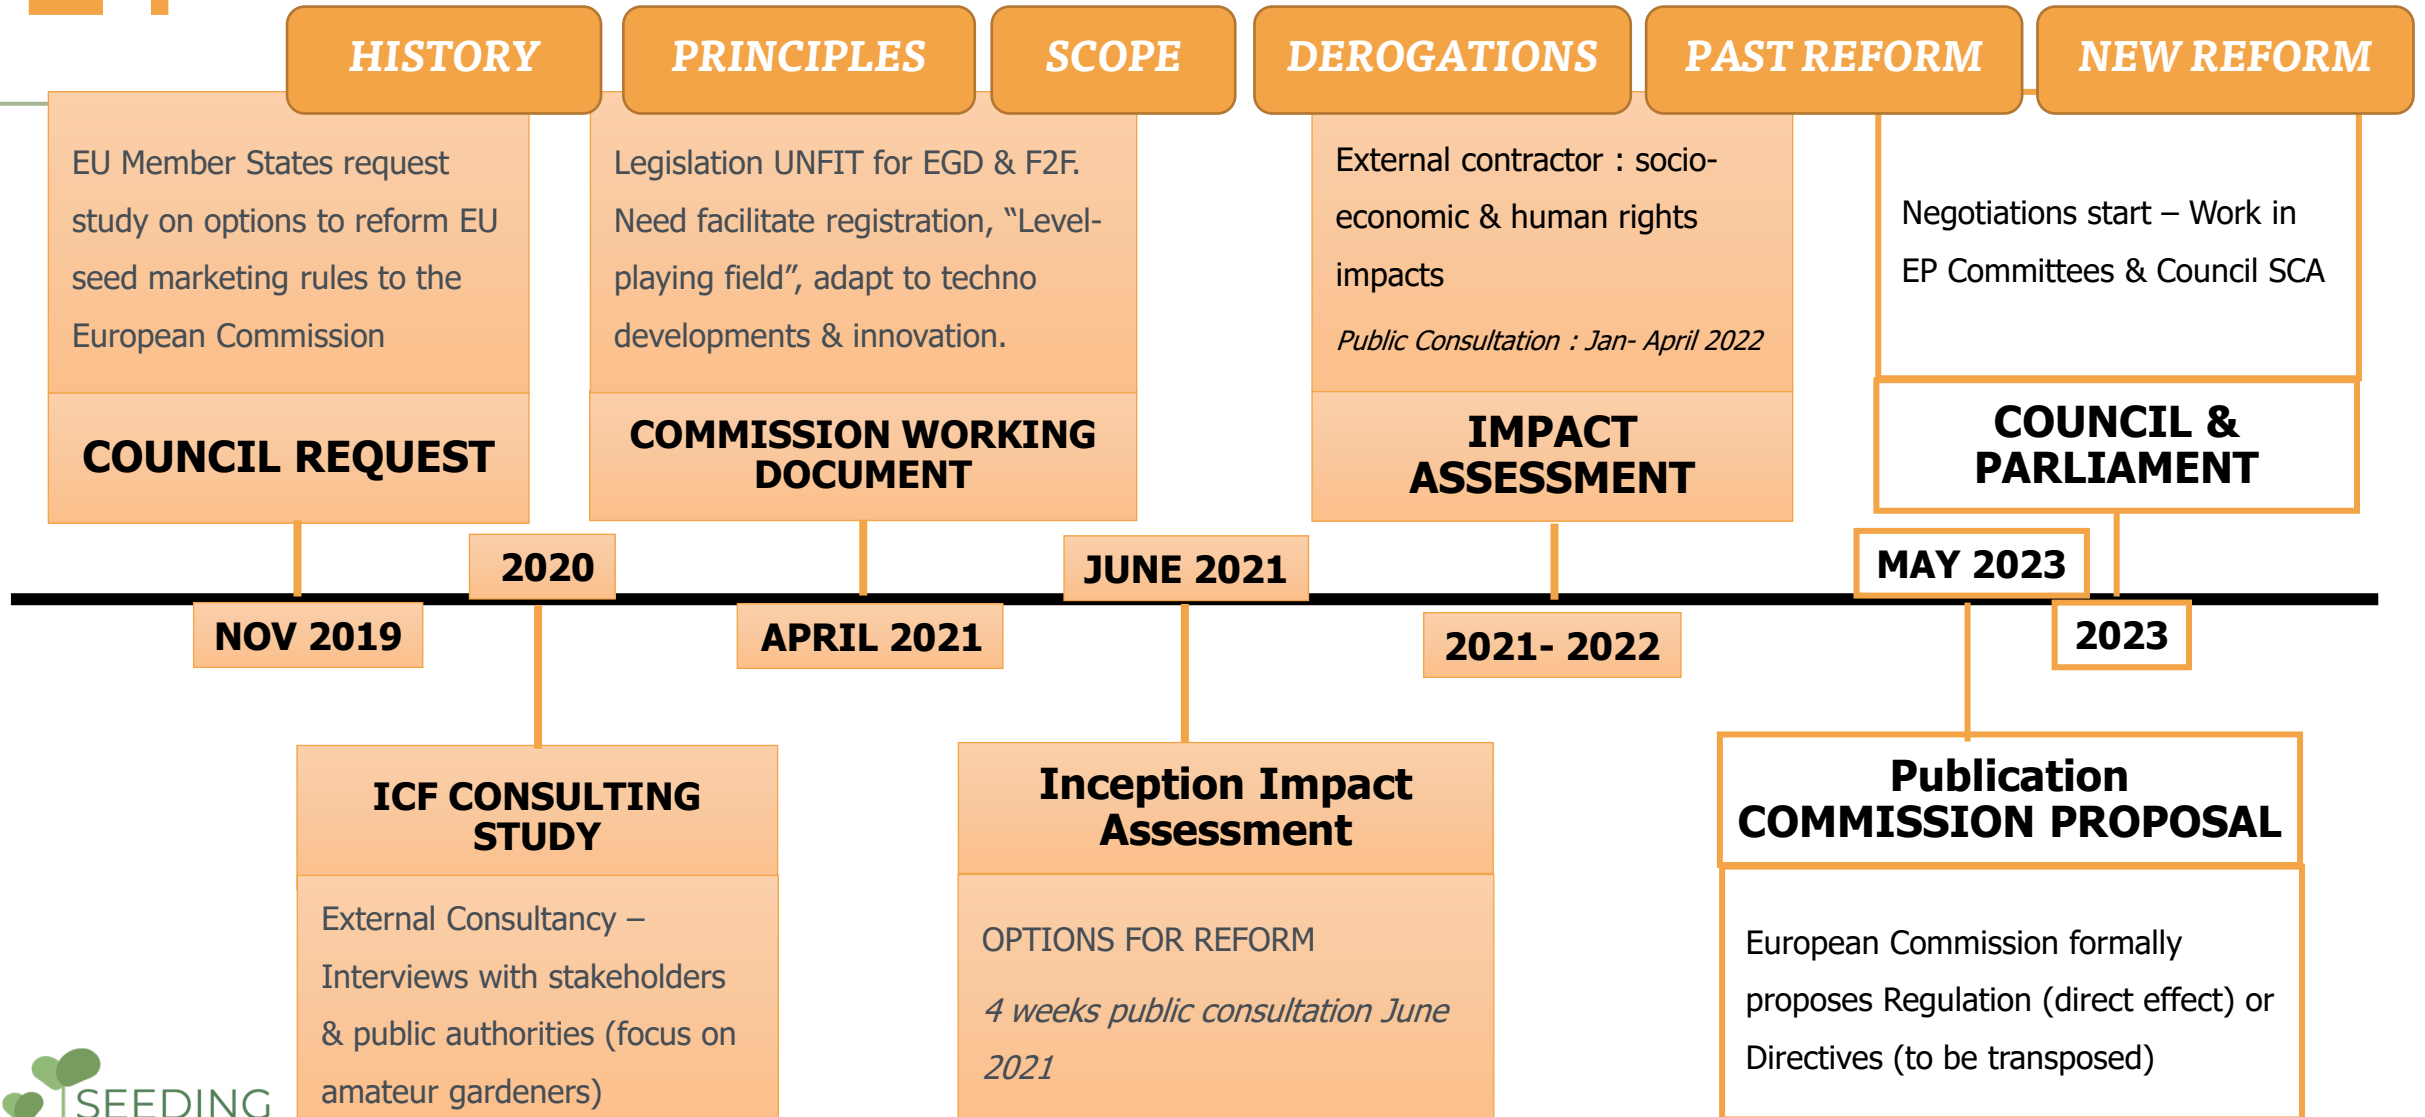 HISTORY
PRINCIPLES
SCOPE
DEROGATIONS
PAST REFORM
NEW REFORM
EU Member States request
study on options to reform EU
seed marketing rules to the
European Commission
COUNCIL REQUEST
Legislation UNFIT for EGD & F2F.
Need facilitate registration, “Level-
playing field”, adapt to techno
developments & innovation.
COMMISSION WORKING
DOCUMENT
External contractor : socio-
economic & human rights
impacts
Public Consultation : Jan- April 2022
IMPACT
ASSESSMENT
Negotiations start – Work in
EP Committees & Council SCA
COUNCIL &
PARLIAMENT
NOV 2019
2020
APRIL 2021
JUNE 2021
2021- 2022
MAY 2023
2023
ICF CONSULTING
STUDY
External Consultancy –
Interviews with stakeholders
& public authorities (focus on
amateur gardeners)
Inception Impact
Assessment
OPTIONS FOR REFORM
4 weeks public consultation June
2021
Publication
COMMISSION PROPOSAL
European Commission formally
proposes Regulation (direct effect) or
Directives (to be transposed)
SEEDING